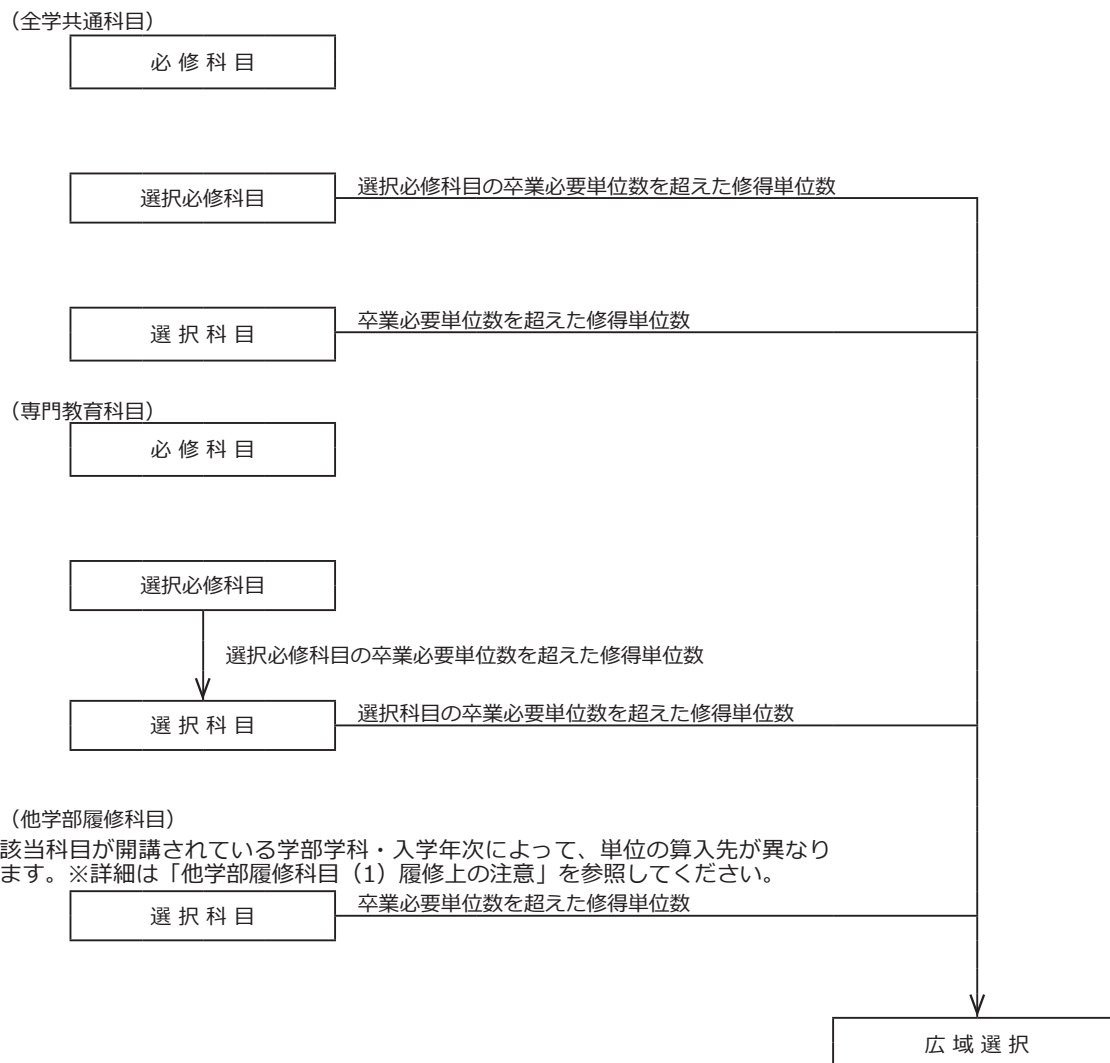 （全学共通科目）
必 修 科 目
選択必修科目
選択必修科目の卒業必要単位数を超えた修得単位数
選 択 科 目
卒業必要単位数を超えた修得単位数
（専門教育科目）
必 修 科 目
選択必修科目
選択必修科目の卒業必要単位数を超えた修得単位数
選 択 科 目
選択科目の卒業必要単位数を超えた修得単位数
（他学部履修科目）
該当科目が開講されている学部学科・入学年次によって、単位の算入先が異なり
ます。※詳細は「他学部履修科目（1）履修上の注意」を参照してください。
選 択 科 目
卒業必要単位数を超えた修得単位数
広 域 選 択